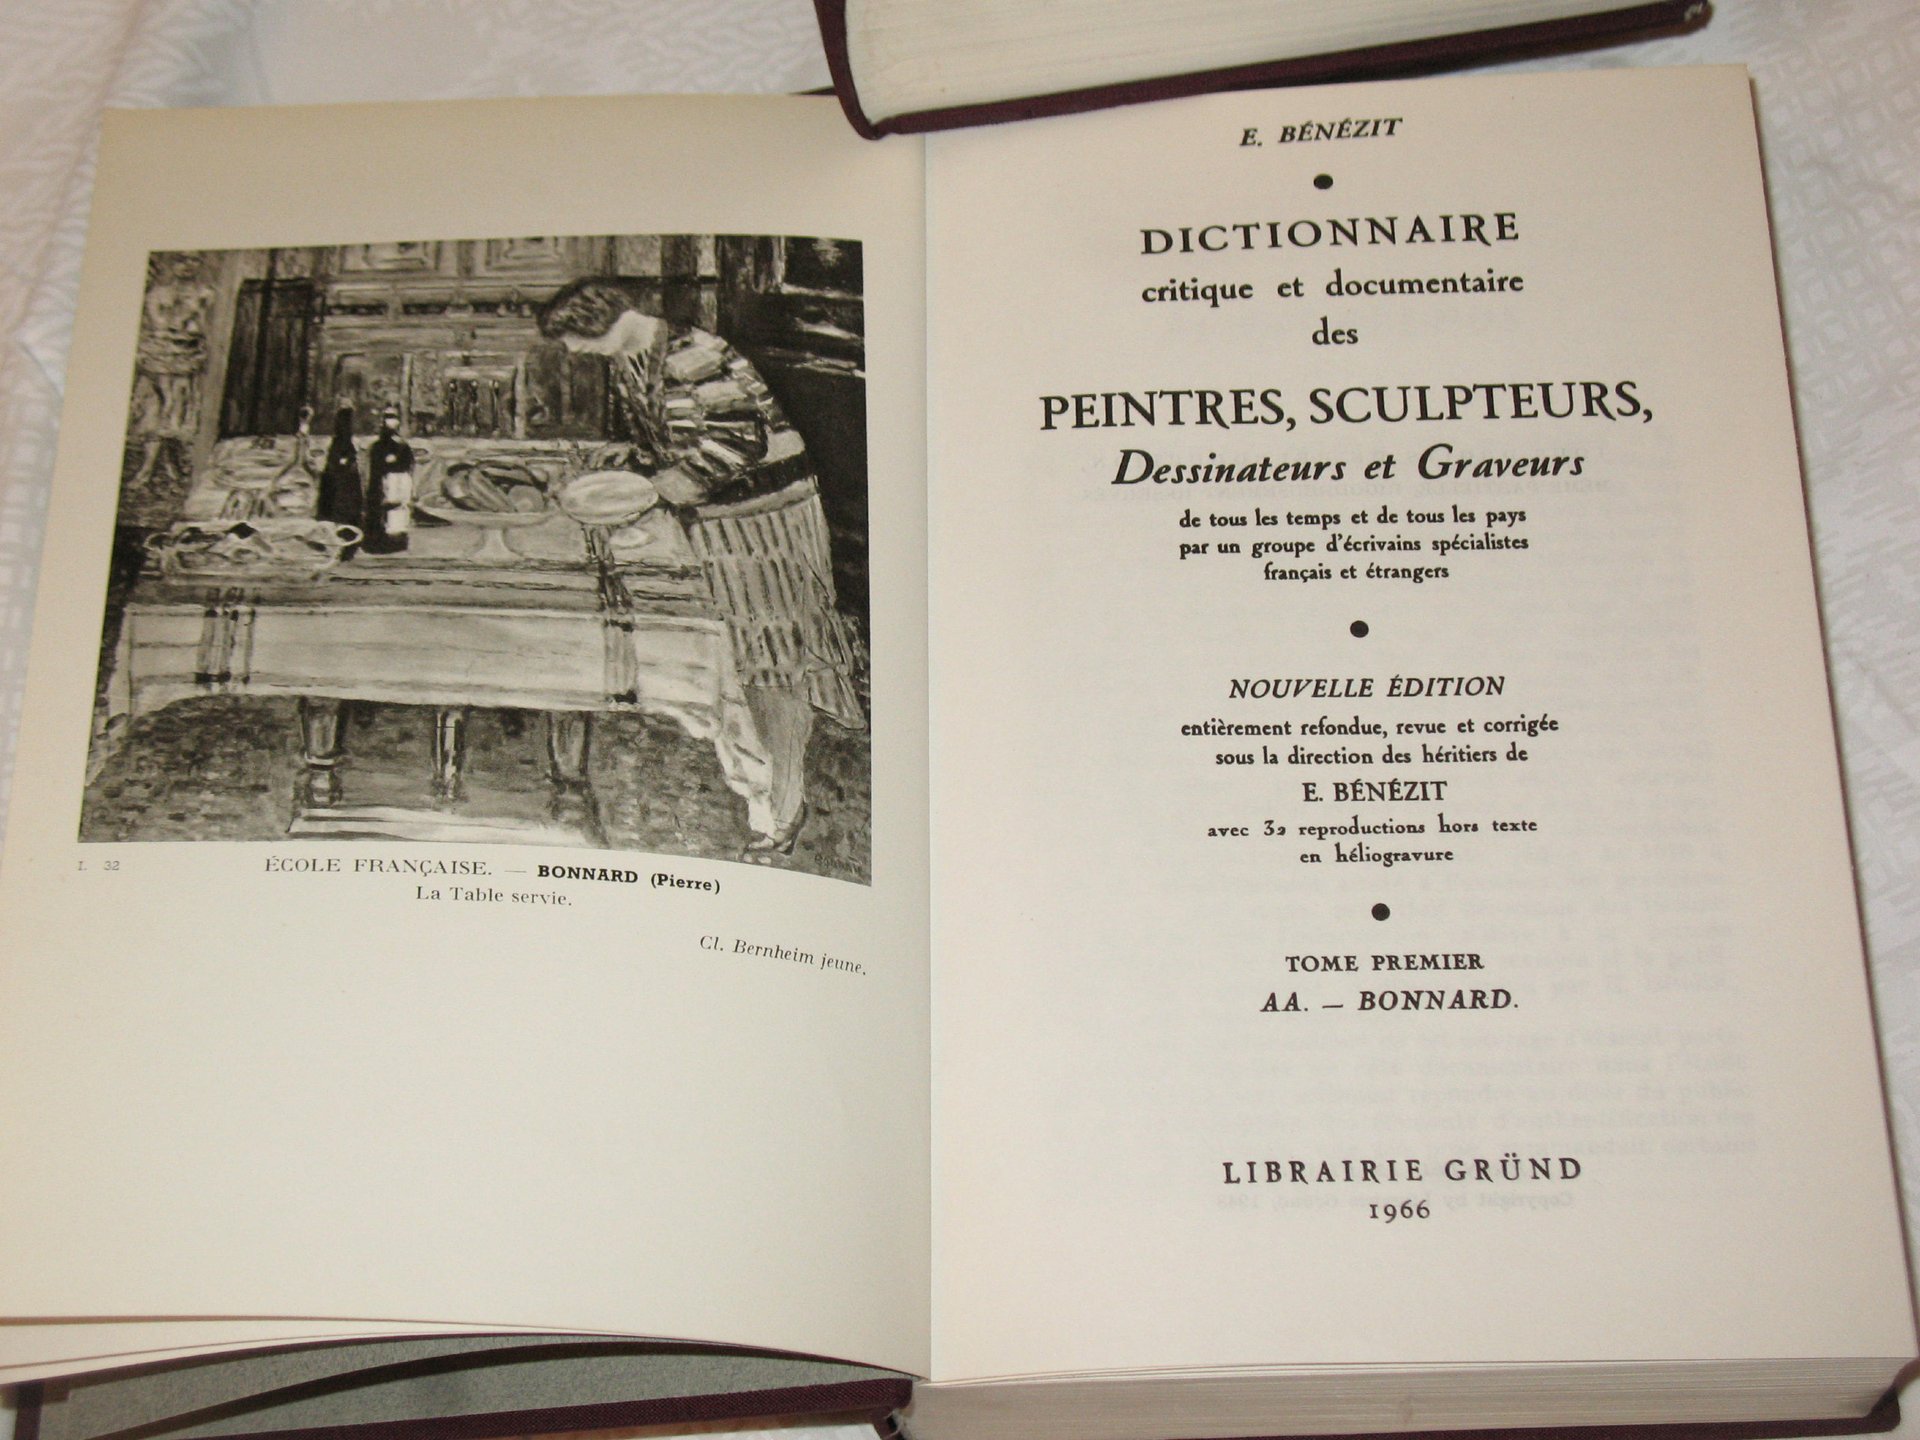 I. 32
ÉCOLE FRANÇAISE. — BONNARD (Pierre)
La Table servie.
Cl. Bernheim jeune.
E. BÉNÉZIT
DICTIONNAIRE
critique et documentaire
des
PEINTRES, SCULPTEURS,
Dessinateurs et Graveurs
de tous les temps et de tous les pays
par un groupe d'écrivains spécialistes
français et étrangers
NOUVELLE ÉDITION
entièrement refondue, revue et corrigée
sous la direction des héritiers de
E. BÉNÉZIT
avec 32 reproductions hors texte
en héliogravure
TOME PREMIER
AA. — BONNARD.
LIBRAIRIE GRÜND
1966